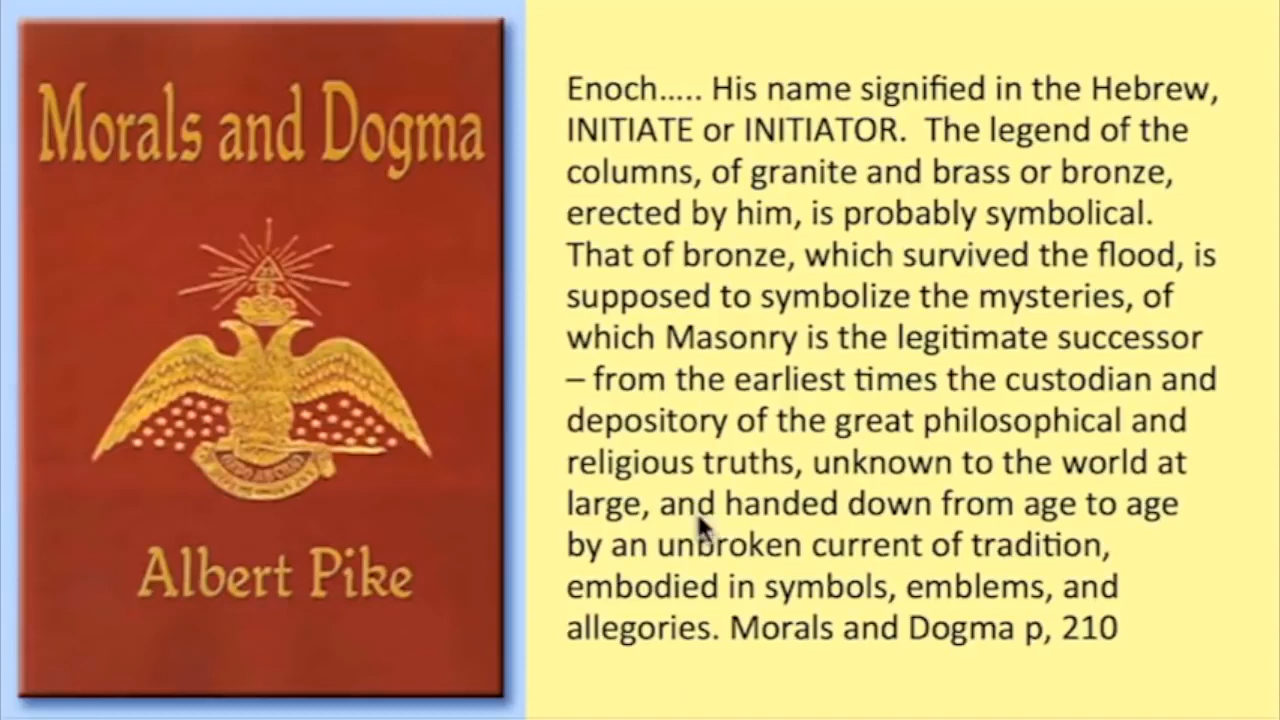 Morals and Dogma
Albert Pike
Enoch..... His name signified in the Hebrew,
INITIATE or INITIATOR.  The legend of the
columns, of granite and brass or bronze,
erected by him, is probably symbolical.
That of bronze, which survived the flood, is
supposed to symbolize the mysteries, of
which Masonry is the legitimate successor
– from the earliest times the custodian and
depository of the great philosophical and
religious truths, unknown to the world at
large, and handed down from age to age
by an unbroken current of tradition,
embodied in symbols, emblems, and
allegories. Morals and Dogma p, 210